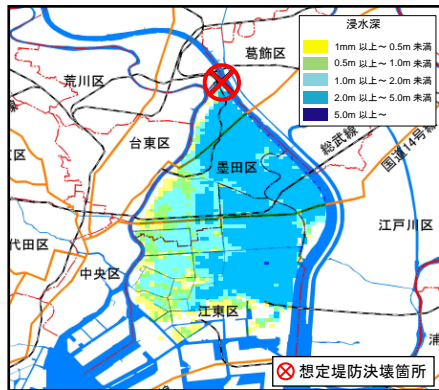 浸水深
1mm 以上～ 0.5m 未満
0.5m 以上～ 1.0m 未満
1.0m 以上～ 2.0m 未満
2.0m 以上～ 5.0m 未満
5.0m 以上～
葛飾区
荒川区
台東区
総武線
国道14号線
墨田区
区
江戸川区
代田区
中央区
江東区
浦
想定堤防決壊箇所